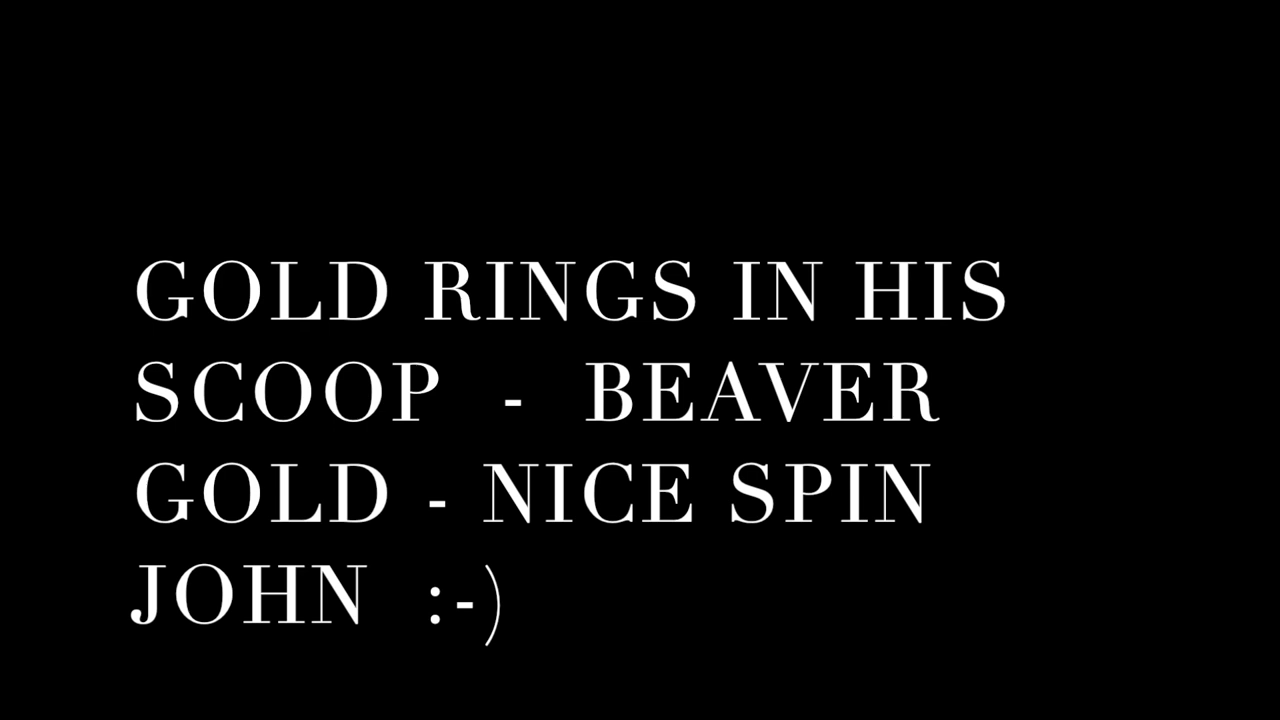 GOLD RINGS IN HIS
SCOOP - BEAVER
GOLD - NICE SPIN
JOHN :-)